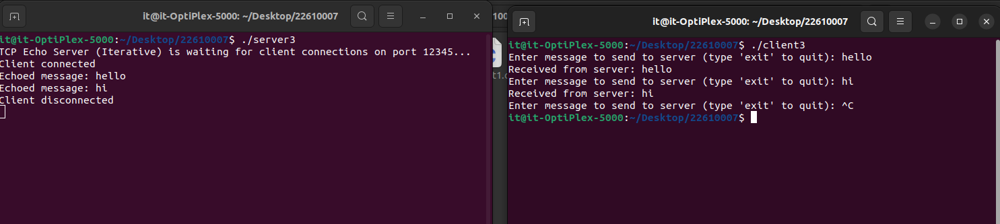 it@it-OptiPlex-5000: ~/Desktop/22610007
it@it-OptiPlex-5000:~/Desktop/22610007$ ./server3
TCP Echo Server (Iterative) is waiting for client connections on port 12345...
Client connected
Echoed message: hello
Echoed message: hi
Client disconnected
it@it-OptiPlex-5000: ~/Desktop/22610007
it@it-OptiPlex-5000:~/Desktop/22610007$ ./client3
Enter message to send to server (type 'exit' to quit): hello
Received from server: hello
Enter message to send to server (type 'exit' to quit): hi
Received from server: hi
Enter message to send to server (type 'exit' to quit): ^C
it@it-OptiPlex-5000:~/Desktop/22610007$